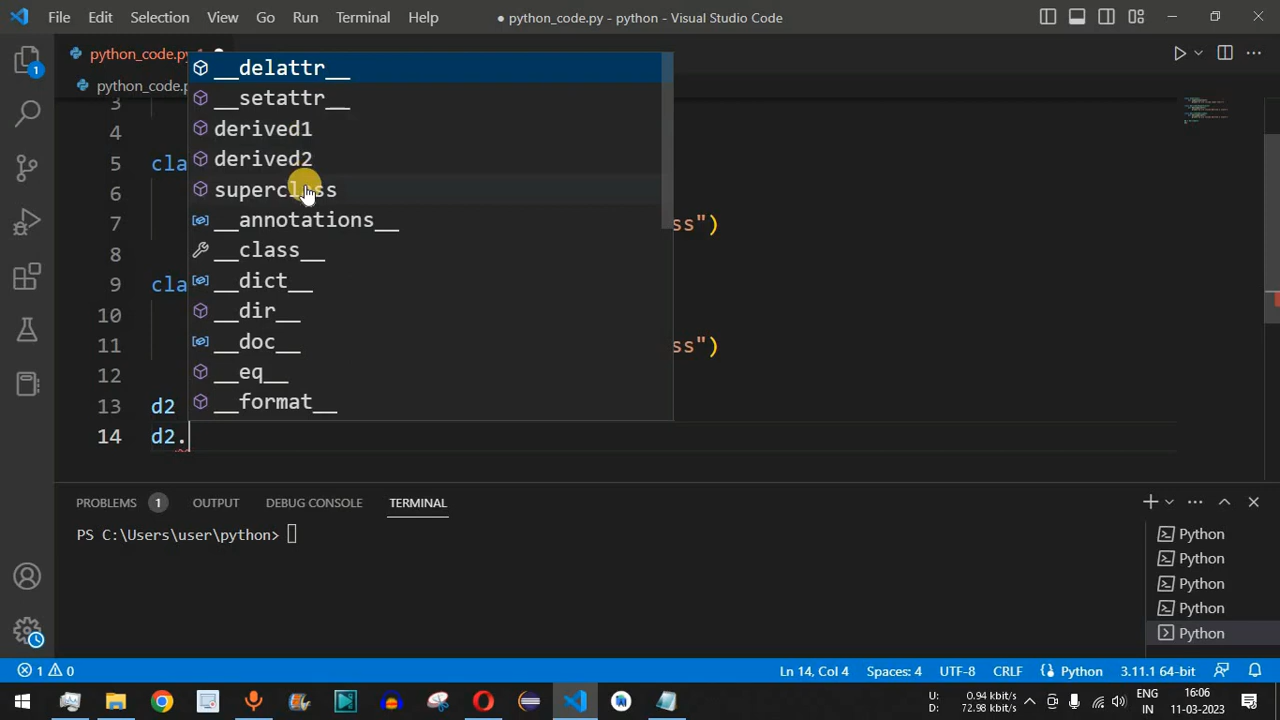 File Edit Selection View Go Run Terminal Help
● python_code.py - python - Visual Studio Code
python_code.py
python_code.p
__delattr__
__setattr__
derived1
derived2
superclass
__annotations__
__class__
__dict__
__dir__
__doc__
__eq__
__format__
3
4
5 cla
6
7 ss")
8
9 cla
10
11 ss")
12
13 d2
14 d2.
PROBLEMS 1 OUTPUT DEBUG CONSOLE TERMINAL
PS C:\Users\user\python>
Python
Python
Python
Python
Python
1 0 Ln 14, Col 4 Spaces: 4 UTF-8 CRLF Python 3.11.1 64-bit
U: 0.94 kbit/s
D: 72.98 kbit/s
ENG
IN
16:06
11-03-2023